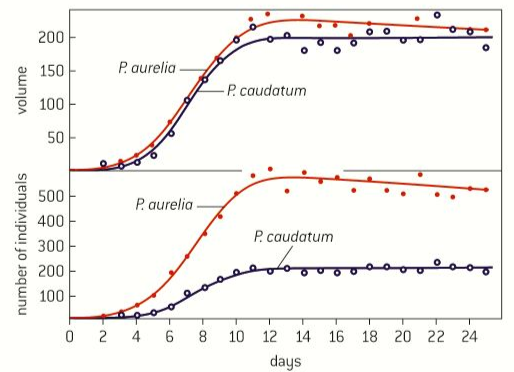 volume
200
150
100
50
P. aurelia
P. caudatum
number of individuals
500
400
300
200
100
P. aurelia
P. caudatum
0 2 4 6 8 10 12 14 16 18 20 22 24
days